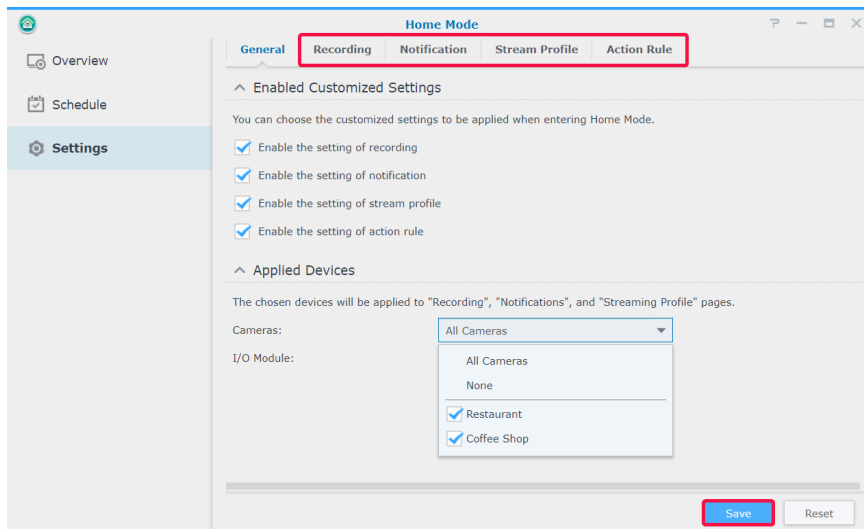 Home Mode
Overview
Schedule
Settings
General Recording Notification Stream Profile Action Rule
Enabled Customized Settings
You can choose the customized settings to be applied when entering Home Mode.
Enable the setting of recording
Enable the setting of notification
Enable the setting of stream profile
Enable the setting of action rule
Applied Devices
The chosen devices will be applied to "Recording", "Notifications", and "Streaming Profile" pages.
Cameras: All Cameras
I/O Module:
All Cameras
None
Restaurant
Coffee Shop
Save Reset